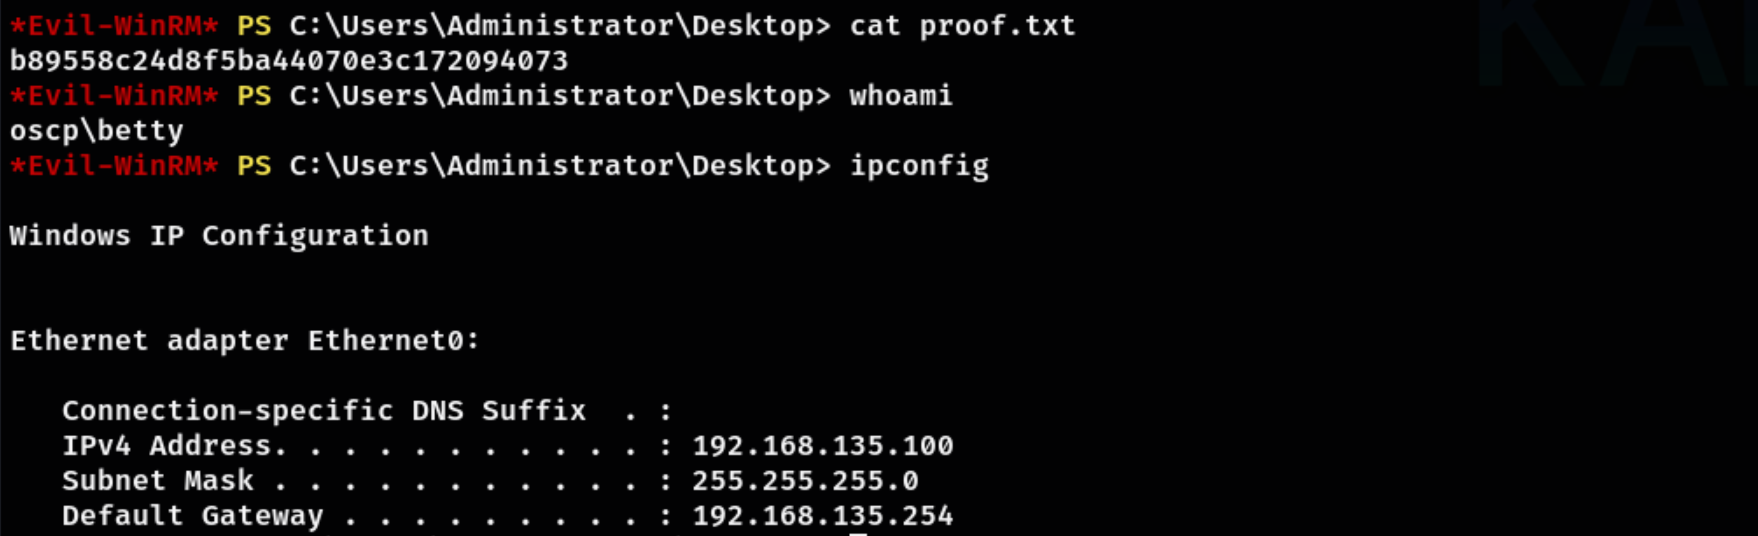 *Evil-WinRM* PS C:\Users\Administrator\Desktop> cat proof.txt
b89558c24d8f5ba44070e3c172094073
*Evil-WinRM* PS C:\Users\Administrator\Desktop> whoami
oscp\betty
*Evil-WinRM* PS C:\Users\Administrator\Desktop> ipconfig
Windows IP Configuration
Ethernet adapter Ethernet0:
Connection-specific DNS Suffix  . :
IPv4 Address. . . . . . . . . . . : 192.168.135.100
Subnet Mask . . . . . . . . . . . : 255.255.255.0
Default Gateway . . . . . . . . . : 192.168.135.254